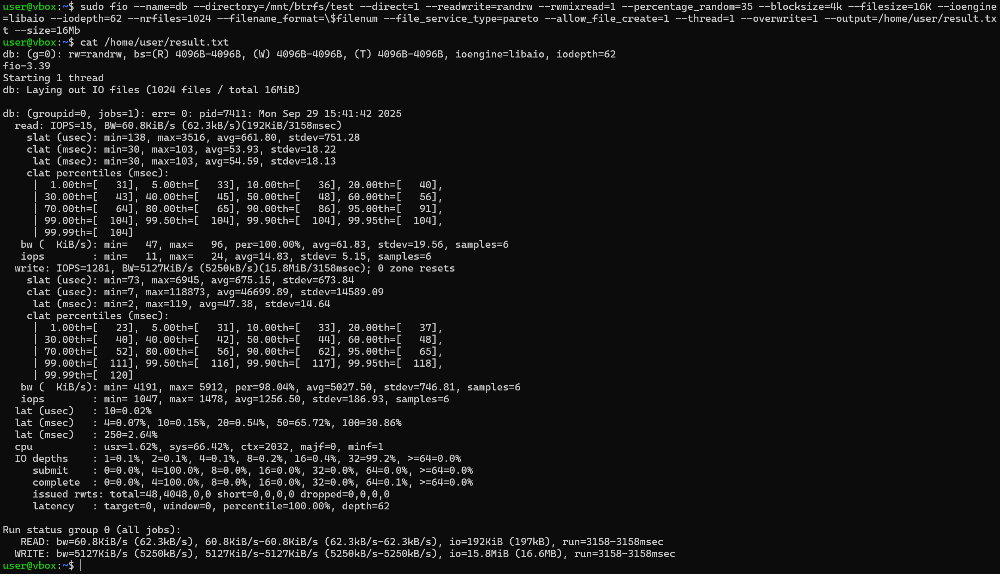 user@vbox:~$ sudo fio --name=db --directory=/mnt/btrfs/test --direct=1 --readwrite=randrw --rwmixread=1 --percentage_random=35 --blocksize=4k --filesize=16K --ioengine
=libaio --iodepth=62 --nrfiles=1024 --filename_format=\$filenum --file_service_type=pareto --allow_file_create=1 --thread=1 --overwrite=1 --output=/home/user/result.tx
t --size=16Mb
user@vbox:~$ cat /home/user/result.txt
db: (g=0): rw=randrw, bs=(R) 4096B-4096B, (W) 4096B-4096B, (T) 4096B-4096B, ioengine=libaio, iodepth=62
fio-3.39
Starting 1 thread
db: Laying out IO files (1024 files / total 16MiB)

db: (groupid=0, jobs=1): err= 0: pid=7411: Mon Sep 29 15:41:42 2025
  read: IOPS=15, BW=60.8KiB/s (62.3kB/s)(192KiB/3158msec)
    slat (usec): min=138, max=3516, avg=661.80, stdev=751.28
    clat (msec): min=30, max=103, avg=53.93, stdev=18.22
     lat (msec): min=30, max=103, avg=54.59, stdev=18.13
    clat percentiles (msec):
     |  1.00th=[   31],  5.00th=[   33], 10.00th=[   36], 20.00th=[   40],
     | 30.00th=[   43], 40.00th=[   45], 50.00th=[   48], 60.00th=[   56],
     | 70.00th=[   64], 80.00th=[   65], 90.00th=[   86], 95.00th=[   91],
     | 99.00th=[  104], 99.50th=[  104], 99.90th=[  104], 99.95th=[  104],
     | 99.99th=[  104]
   bw (  KiB/s): min=   47, max=   96, per=100.00%, avg=61.83, stdev=19.56, samples=6
   iops        : min=   11, max=   24, avg=14.83, stdev= 5.15, samples=6
  write: IOPS=1281, BW=5127KiB/s (5250kB/s)(15.8MiB/3158msec); 0 zone resets
    slat (usec): min=73, max=6945, avg=675.15, stdev=673.84
    clat (usec): min=7, max=118873, avg=46699.89, stdev=14589.09
     lat (msec): min=2, max=119, avg=47.38, stdev=14.64
    clat percentiles (msec):
     |  1.00th=[   23],  5.00th=[   31], 10.00th=[   33], 20.00th=[   37],
     | 30.00th=[   40], 40.00th=[   42], 50.00th=[   44], 60.00th=[   48],
     | 70.00th=[   52], 80.00th=[   56], 90.00th=[   62], 95.00th=[   65],
     | 99.00th=[  111], 99.50th=[  116], 99.90th=[  117], 99.95th=[  118],
     | 99.99th=[  120]
   bw (  KiB/s): min= 4191, max= 5912, per=98.04%, avg=5027.50, stdev=746.81, samples=6
   iops        : min= 1047, max= 1478, avg=1256.50, stdev=186.93, samples=6
  lat (usec)   : 10=0.02%
  lat (msec)   : 4=0.07%, 10=0.15%, 20=0.54%, 50=65.72%, 100=30.86%
  lat (msec)   : 250=2.64%
  cpu          : usr=1.62%, sys=66.42%, ctx=2032, majf=0, minf=1
  IO depths    : 1=0.1%, 2=0.1%, 4=0.1%, 8=0.2%, 16=0.4%, 32=99.2%, >=64=0.0%
     submit    : 0=0.0%, 4=100.0%, 8=0.0%, 16=0.0%, 32=0.0%, 64=0.0%, >=64=0.0%
     complete  : 0=0.0%, 4=100.0%, 8=0.0%, 16=0.0%, 32=0.0%, 64=0.1%, >=64=0.0%
     issued rwts: total=48,4048,0,0 short=0,0,0,0 dropped=0,0,0,0
     latency   : target=0, window=0, percentile=100.00%, depth=62

Run status group 0 (all jobs):
   READ: bw=60.8KiB/s (62.3kB/s), 60.8KiB/s-60.8KiB/s (62.3kB/s-62.3kB/s), io=192KiB (197kB), run=3158-3158msec
  WRITE: bw=5127KiB/s (5250kB/s), 5127KiB/s-5127KiB/s (5250kB/s-5250kB/s), io=15.8MiB (16.6MB), run=3158-3158msec
user@vbox:~$